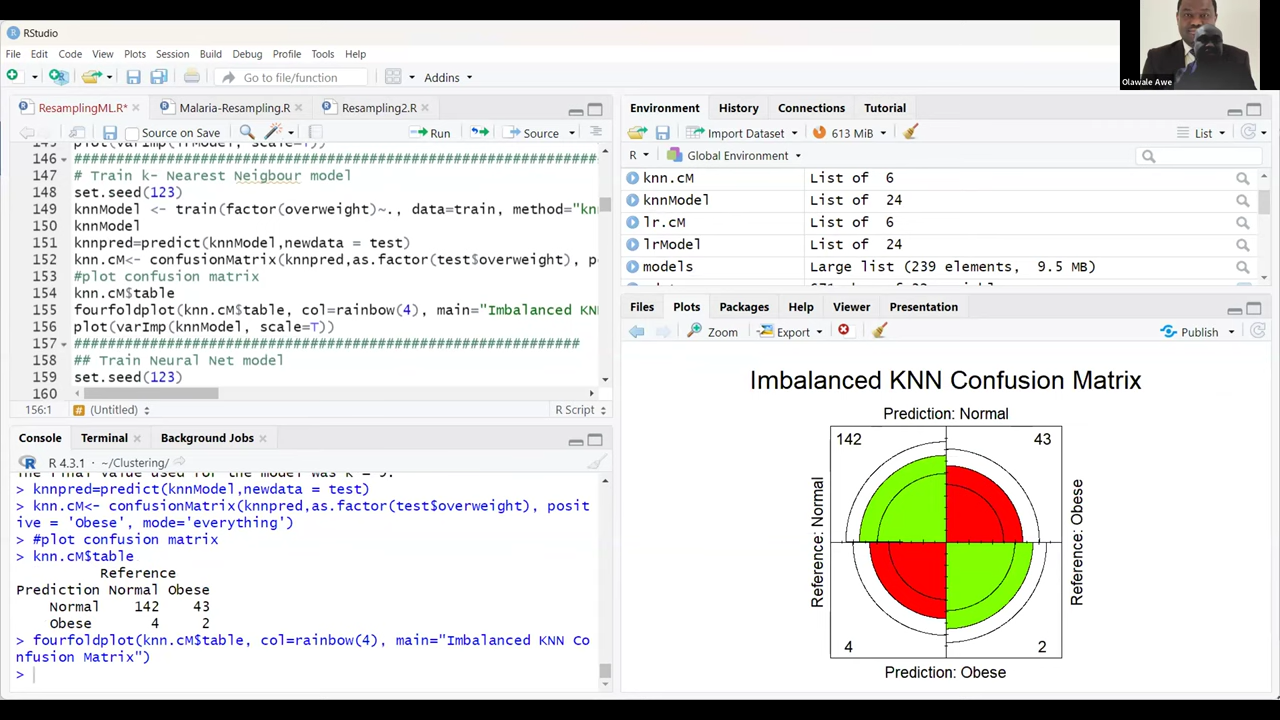 RStudio
File Edit Code View Plots Session Build Debug Profile Tools Help
Go to file/function Addins
Olawale Awe
ResamplingML.R* Malaria-Resampling.R Resampling2.R
Source on Save Run Source
146 ###########################################################
147 # Train k- Nearest Neigbour model
148 set.seed(123)
149 knnModel <- train(factor(overweight)~., data=train, method="kn
150 knnModel
151 knnpred=predict(knnModel,newdata = test)
152 knn.cM<- confusionMatrix(knnpred,as.factor(test$overweight), p
153 #plot confusion matrix
154 knn.cM$table
155 fourfoldplot(knn.cM$table, col=rainbow(4), main="Imbalanced KN
156 plot(varImp(knnModel, scale=T))
157 #########################################################
158 ## Train Neural Net model
159 set.seed(123)
160
156:1 (Untitled) R Script
Console Terminal Background Jobs
R 4.3.1 · ~/Clustering/
> knnpred=predict(knnModel,newdata = test)
> knn.cM<- confusionMatrix(knnpred,as.factor(test$overweight), posit
ive = 'Obese', mode='everything')
> #plot confusion matrix
> knn.cM$table
Reference
Prediction Normal Obese
Normal 142 43
Obese 4 2
> fourfoldplot(knn.cM$table, col=rainbow(4), main="Imbalanced KNN Co
nfusion Matrix")
>
Environment History Connections Tutorial
Import Dataset 613 MiB List
R Global Environment
knn.cM List of 6
knnModel List of 24
lr.cM List of 6
lrModel List of 24
models Large list (239 elements, 9.5 MB)
Files Plots Packages Help Viewer Presentation
Zoom Export Publish
Imbalanced KNN Confusion Matrix
Prediction: Normal
142 43
Reference: Normal
Reference: Obese
4 2
Prediction: Obese